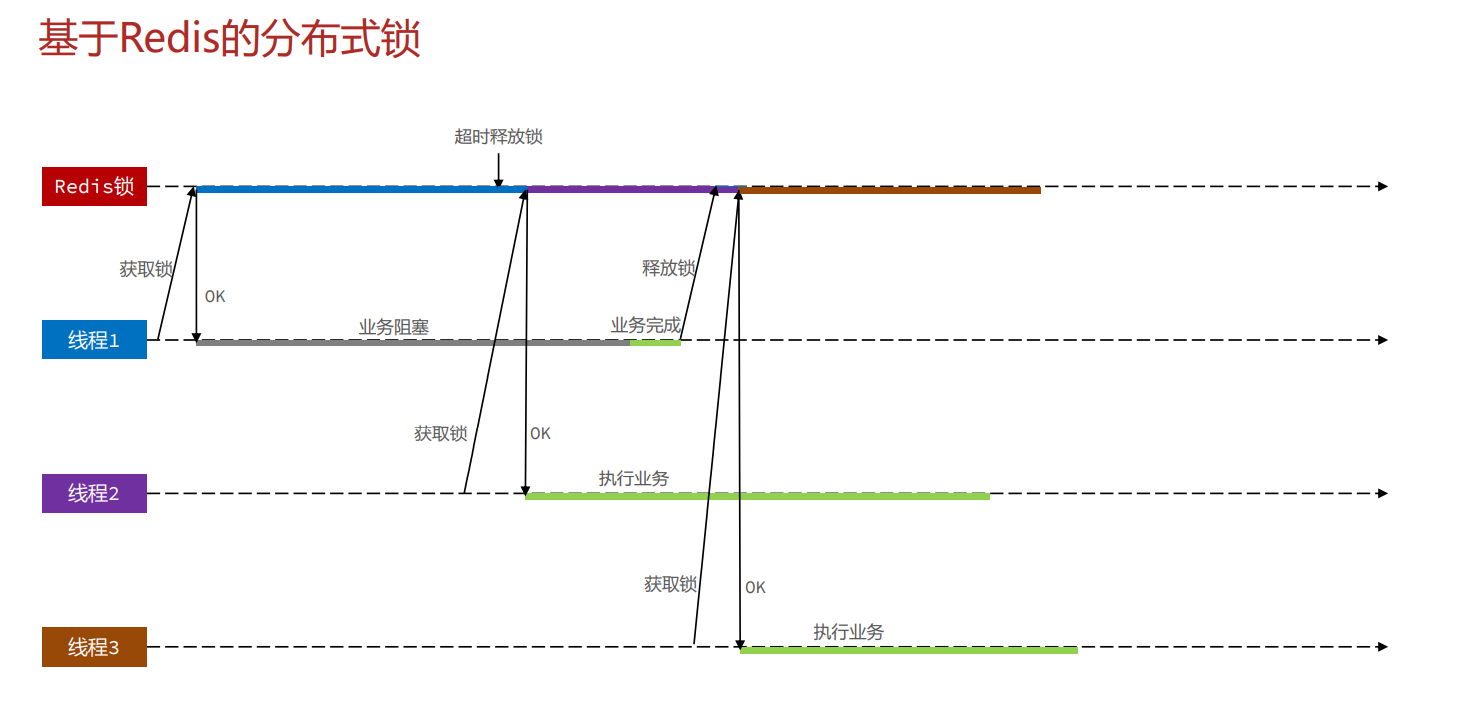 基于Redis的分布式锁
超时释放锁
Redis锁
获取锁
释放锁
OK
线程1
业务阻塞
业务完成
获取锁
OK
线程2
执行业务
获取锁
OK
线程3
执行业务